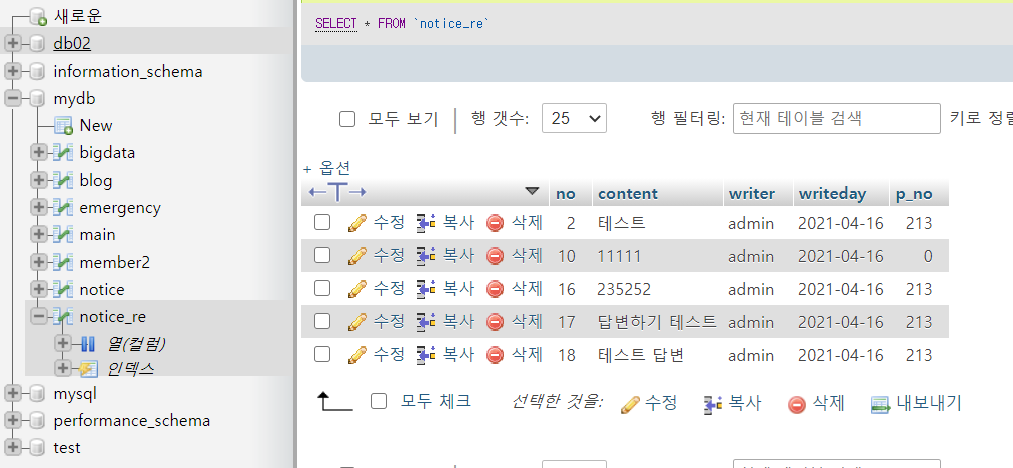 새로운
db02
information_schema
mydb
New
bigdata
blog
emergency
main
member2
notice
notice_re
열(컬럼)
인덱스
mysql
performance_schema
test
SELECT * FROM `notice_re`
모두 보기 행 갯수: 25 행 필터링: 현재 테이블 검색 키로 정렬
+ 옵션
no content writer writeday p_no
수정 복사 삭제 2 테스트 admin 2021-04-16 213
수정 복사 삭제 10 11111 admin 2021-04-16 0
수정 복사 삭제 16 235252 admin 2021-04-16 213
수정 복사 삭제 17 답변하기 테스트 admin 2021-04-16 213
수정 복사 삭제 18 테스트 답변 admin 2021-04-16 213
모두 체크 선택한 것을: 수정 복사 삭제 내보내기